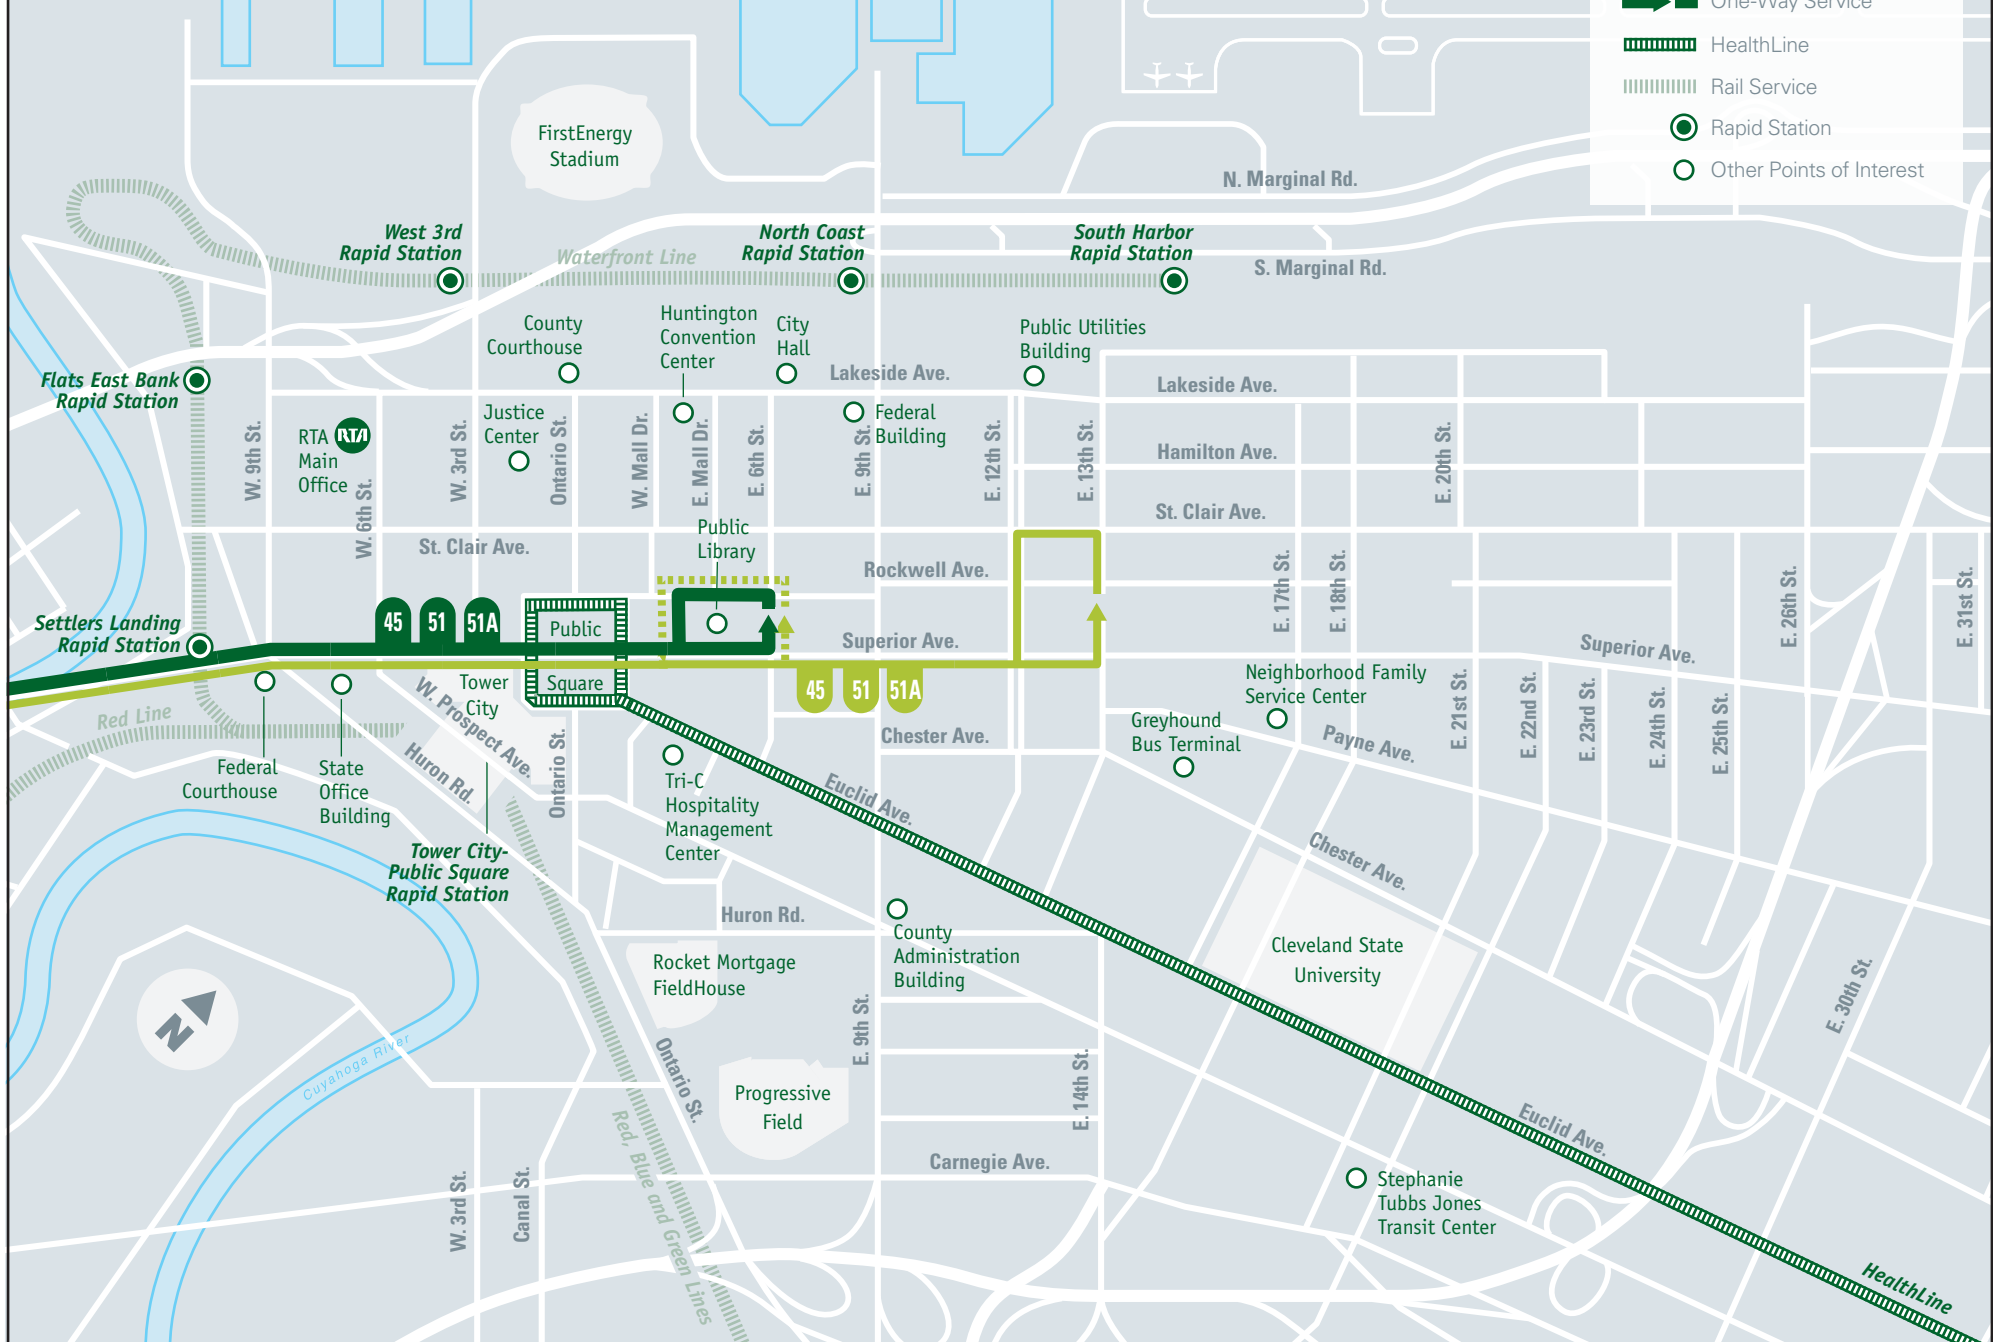 One-Way Service
HealthLine
Rail Service
Rapid Station
Other Points of Interest
FirstEnergy
Stadium
N. Marginal Rd.
West 3rd
Rapid Station
Waterfront Line
North Coast
Rapid Station
South Harbor
Rapid Station
S. Marginal Rd.
County
Courthouse
Huntington
Convention
Center
City
Hall
Public Utilities
Building
Flats East Bank
Rapid Station
Lakeside Ave.
Lakeside Ave.
W. 9th St.
RTA
Main
Office
RTA
W. 6th St.
W. 3rd St.
Justice
Center
Ontario St.
W. Mall Dr.
E. Mall Dr.
E. 6th St.
E. 9th St.
Federal
Building
E. 12th St.
E. 13th St.
Hamilton Ave.
E. 20th St.
St. Clair Ave.
St. Clair Ave.
Public
Library
Rockwell Ave.
E. 17th St.
E. 18th St.
E. 26th St.
E. 31st St.
Settlers Landing
Rapid Station
45
51
51A
Public
Square
Superior Ave.
Superior Ave.
45
51
51A
Tower
City
W. Prospect Ave.
Huron Rd.
Red Line
Federal
Courthouse
State
Office
Building
Ontario St.
Tower City-
Public Square
Rapid Station
Tri-C
Hospitality
Management
Center
Chester Ave.
Euclid Ave.
Neighborhood Family
Service Center
Greyhound
Bus Terminal
Payne Ave.
E. 21st St.
E. 22nd St.
E. 23rd St.
E. 24th St.
E. 25th St.
Chester Ave.
Huron Rd.
County
Administration
Building
Cleveland State
University
Rocket Mortgage
FieldHouse
E. 9th St.
E. 30th St.
N
Cuyahoga River
Ontario St.
Progressive
Field
E. 14th St.
Red, Blue and Green Lines
Euclid Ave.
Carnegie Ave.
W. 3rd St.
Canal St.
Stephanie
Tubbs Jones
Transit Center
HealthLine